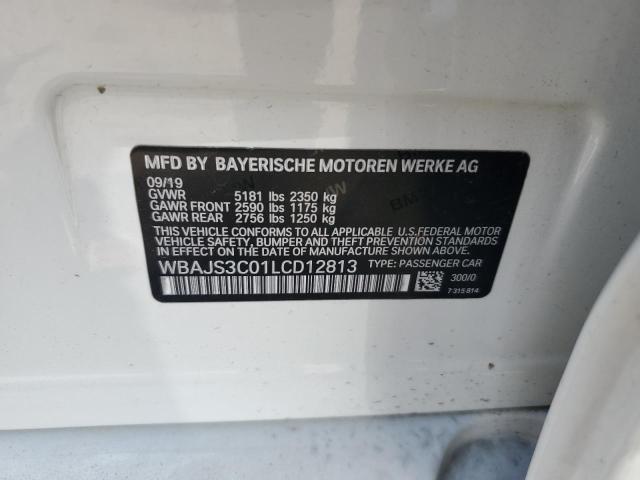 MFD BY BAYERISCHE MOTOREN WERKE AG
09/19
GVWR 5181 lbs 2350 kg
GAWR FRONT 2590 lbs 1175 kg
GAWR REAR 2756 lbs 1250 kg
THIS VEHICLE CONFORMS TO ALL APPLICABLE U.S. FEDERAL MOTOR
VEHICLE SAFETY, BUMPER, AND THEFT PREVENTION STANDARDS
IN EFFECT ON THE DATE OF MANUFACTURE SHOWN ABOVE.
WBAJS3C01LCD12813 TYPE: PASSENGER CAR
300/0
7 315 814